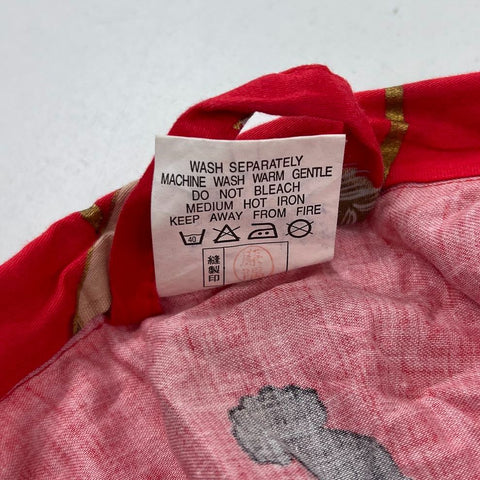 WASH SEPARATELY
MACHINE WASH WARM GENTLE
DO NOT BLEACH
MEDIUM HOT IRON
KEEP AWAY FROM FIRE
40
縫製印